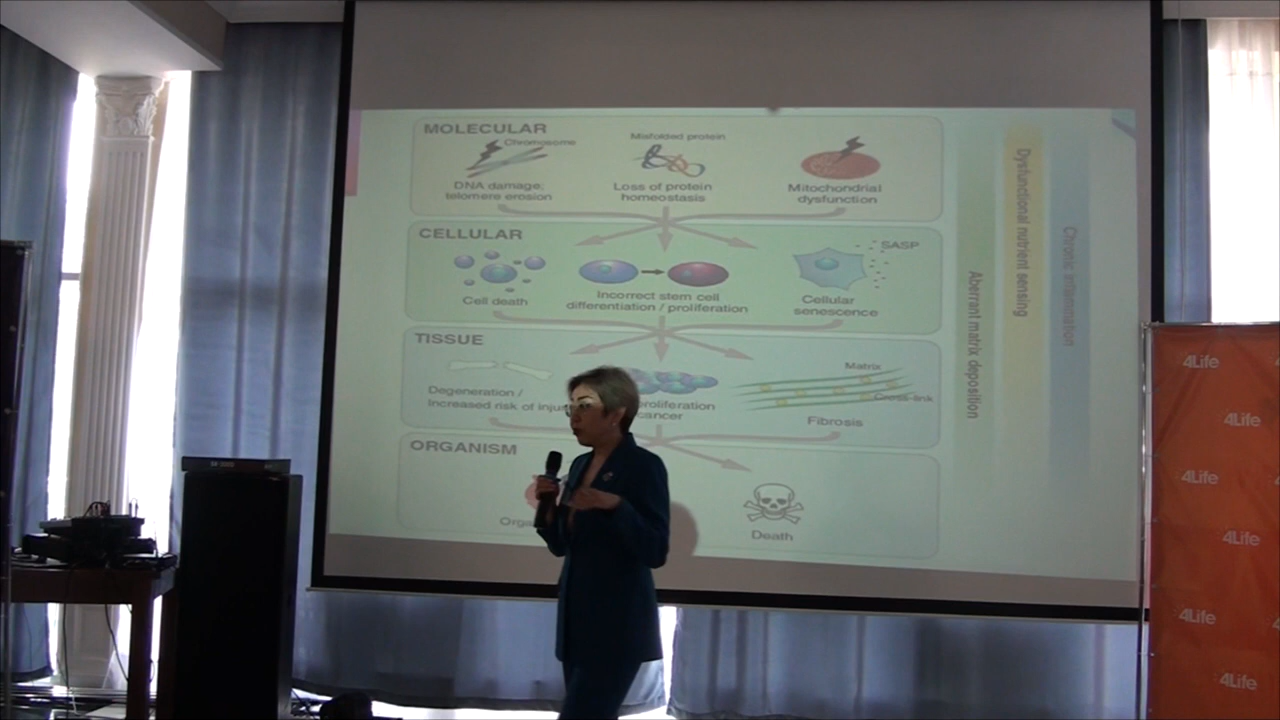 MOLECULAR
Chromosome
Misfolded protein
DNA damage;
telomere erosion
Loss of protein
homeostasis
Mitochondrial
dysfunction
CELLULAR
SASP
Cell death
Incorrect stem cell
differentiation / proliferation
Cellular
senescence
TISSUE
Matrix
Cross-link
Degeneration /
Increased risk of inju
proliferation
cancer
Fibrosis
ORGANISM
Orga
Death
Aberrant matrix deposition
Dysfunctional nutrient sensing
Chronic inflammation
4Life
4Life
4Life
4Life
4Life
4Life